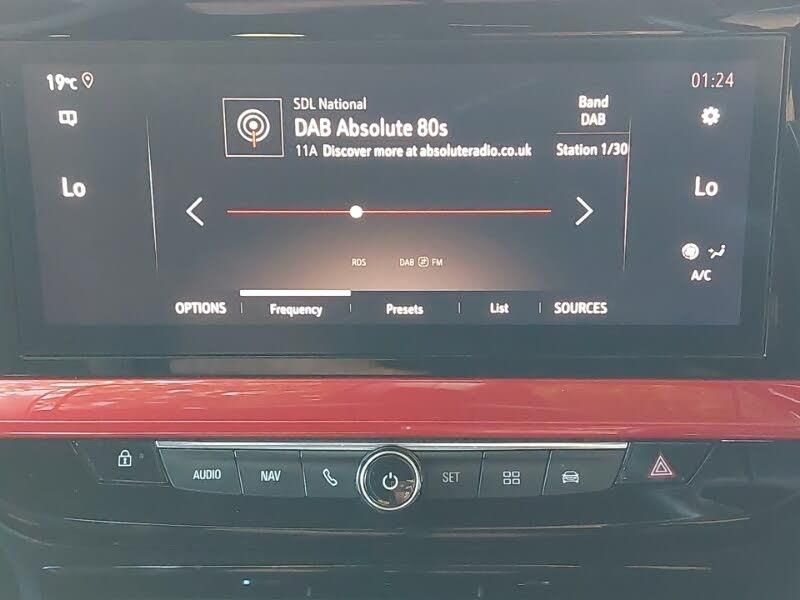 19°C
01:24
SDL National
DAB Absolute 80s
11A Discover more at absoluteradio.co.uk
Band
DAB
Station 1/30
Lo
Lo
RDS
DAB FM
A/C
OPTIONS
Frequency
Presets
List
SOURCES
AUDIO
NAV
SET